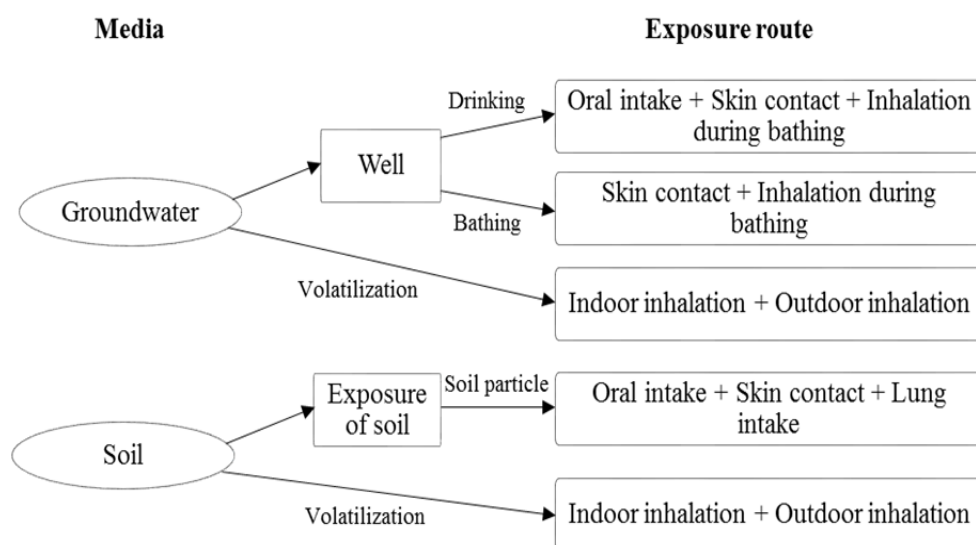 Media
Exposure route
Drinking
Oral intake + Skin contact + Inhalation
during bathing
Well
Groundwater
Bathing
Skin contact + Inhalation during
bathing
Volatilization
Indoor inhalation + Outdoor inhalation
Exposure
of soil
Soil particle
Oral intake + Skin contact + Lung
intake
Soil
Volatilization
Indoor inhalation + Outdoor inhalation